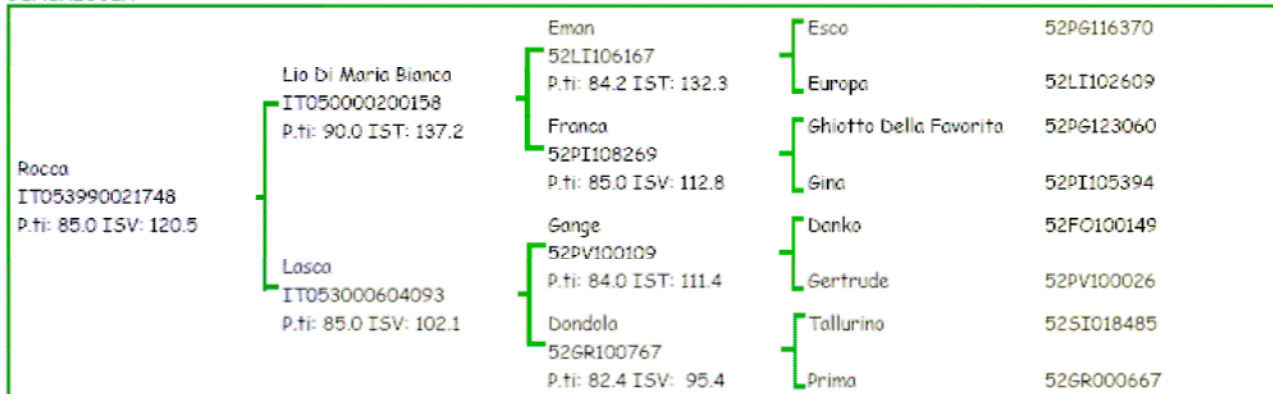 Rocca
IT053990021748
P.ti: 85.0 ISV: 120.5
Lio Di Maria Bianca
IT050000200158
P.ti: 90.0 IST: 137.2
Lasca
IT053000604093
P.ti: 85.0 ISV: 102.1
Eman
52LI106167
P.ti: 84.2 IST: 132.3
Franca
52PI108269
P.ti: 85.0 ISV: 112.8
Gange
52PV100109
P.ti: 84.0 IST: 111.4
Dondola
52GR100767
P.ti: 82.4 ISV: 95.4
Esco 52PG116370
Europa 52LI102609
Ghiotto Della Favorita 52PG123060
Gina 52PI105394
Danko 52FO100149
Gertrude 52PV100026
Tallurino 52SI018485
Prima 52GR000667